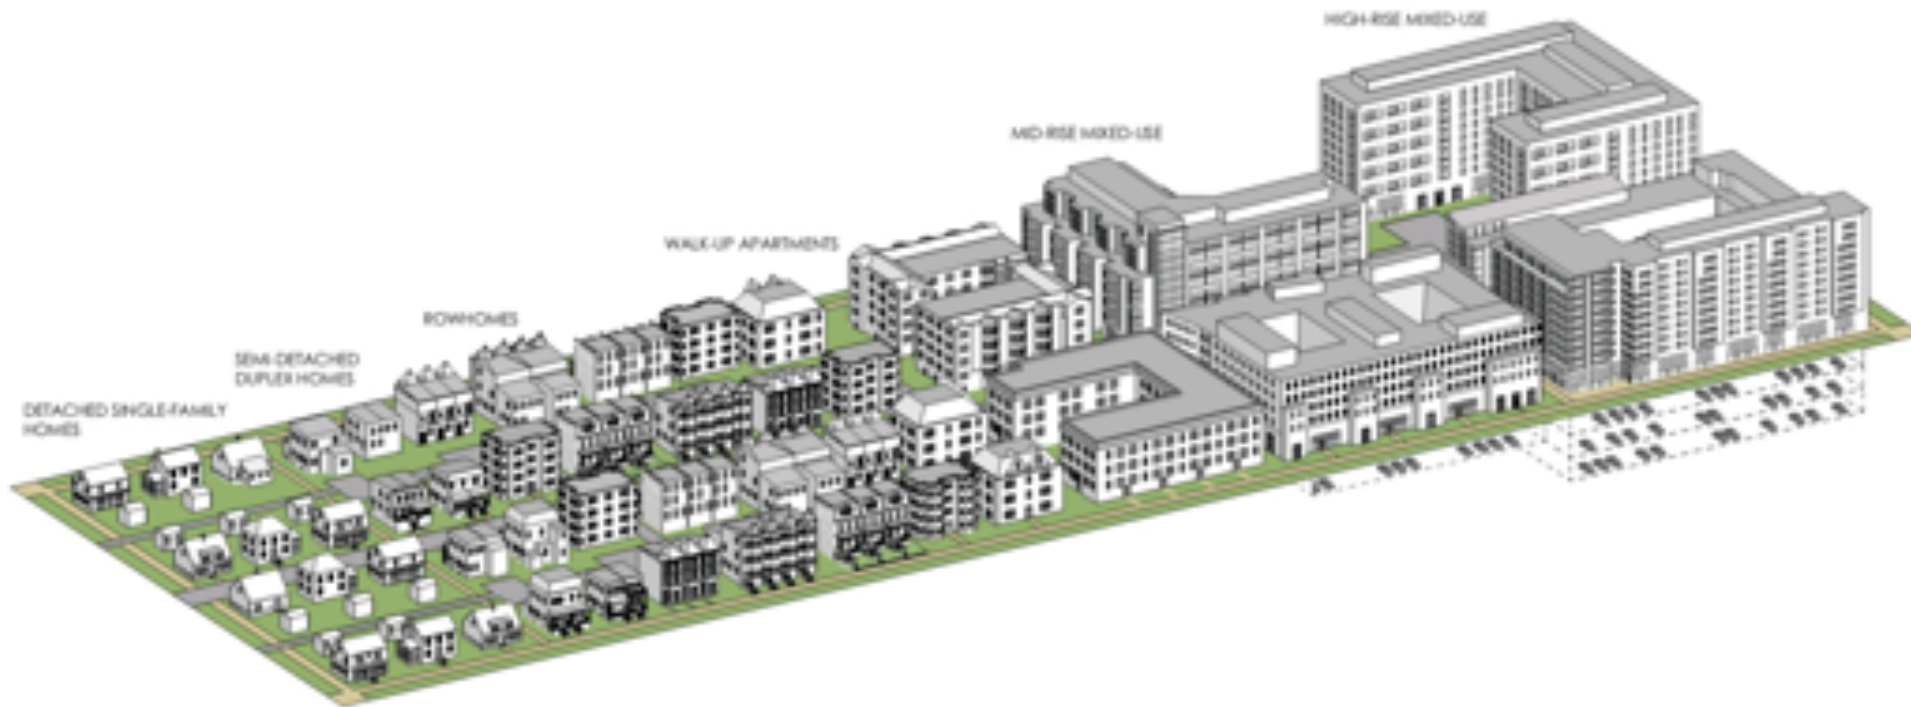 HIGH-RISE MIXED-USE
MID-RISE MIXED-USE
WALK-UP APARTMENTS
ROWHOMES
SEMI-DETACHED
DUPLEX HOMES
DETACHED SINGLE-FAMILY
HOMES